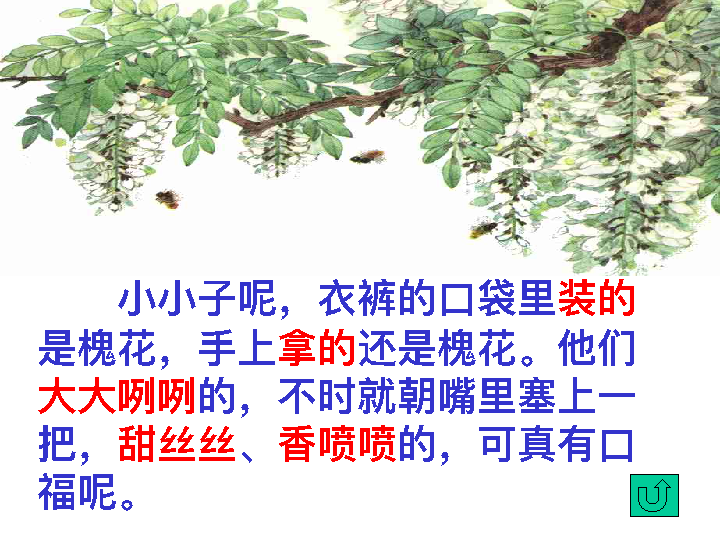 小小子呢，衣裤的口袋里装的
是槐花，手上拿的还是槐花。他们
大大咧咧的，不时就朝嘴里塞上一
把，甜丝丝、香喷喷的，可真有口
福呢。